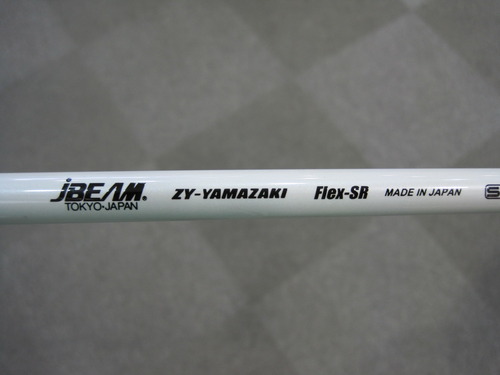 JBEAM. ZY-YAMAZAKI Flex-SR MADE IN JAPAN S
TOKYO-JAPAN